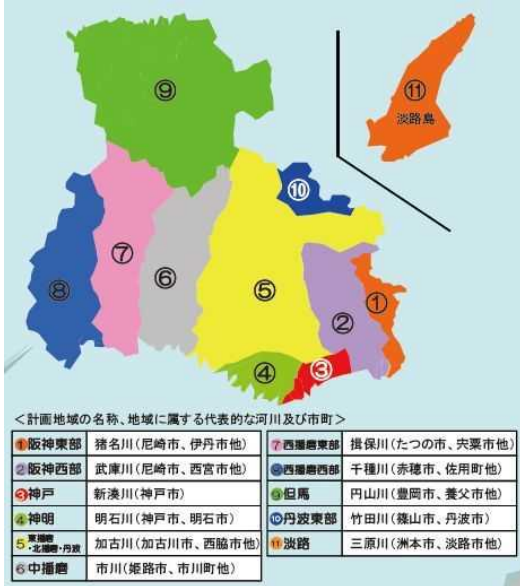 ⑨
⑪
淡路島
⑩
⑦
⑧
⑥
⑤
①
②
③
④
<計画地域の名称、地域に属する代表的な河川及び市町>
①阪神東部 猪名川(尼崎市、伊丹市他)
②阪神西部 武庫川(尼崎市、西宮市他)
③神戸 新湊川(神戸市)
④神明 明石川(神戸市、明石市)
⑤東播磨・北播磨・丹波 加古川(加古川市、西脇市他)
⑥中播磨 市川(姫路市、市川町他)
⑦西播磨東部 揖保川(たつの市、宍粟市他)
⑧西播磨西部 千種川(赤穂市、佐用町他)
⑨但馬 円山川(豊岡市、養父市他)
⑩丹波東部 竹田川(篠山市、丹波市)
⑪淡路 三原川(洲本市、淡路市他)